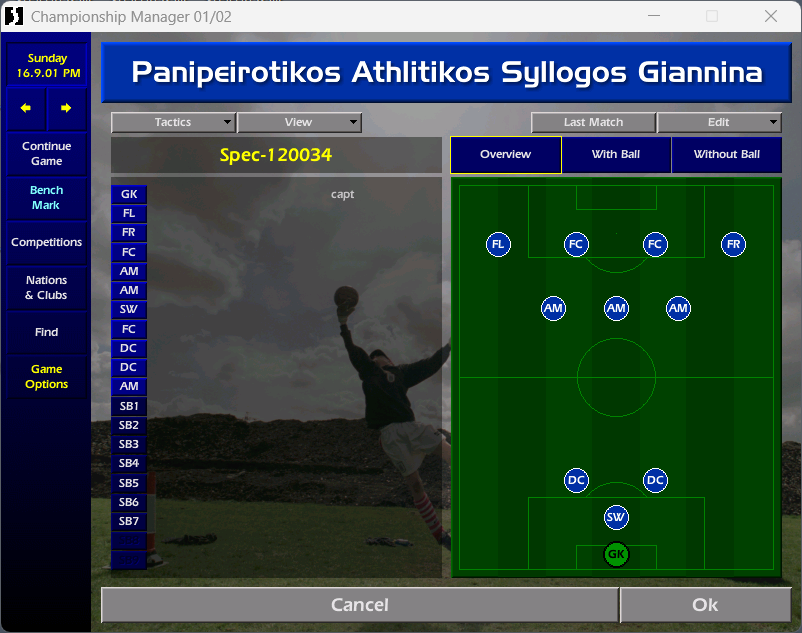 Championship Manager 01/02
Sunday
16.9.01 PM
Panipeirotikos Athlitikos Syllogos Giannina
Continue
Game
Bench
Mark
Competitions
Nations
& Clubs
Find
Game
Options
Tactics
View
Last Match
Edit
Spec-120034
Overview
With Ball
Without Ball
GK
capt
FL
FR
FC
AM
AM
SW
FC
DC
DC
AM
SB1
SB2
SB3
SB4
SB5
SB6
SB7
FL FC FC FR
AM AM AM
DC DC
SW
GK
Cancel
Ok